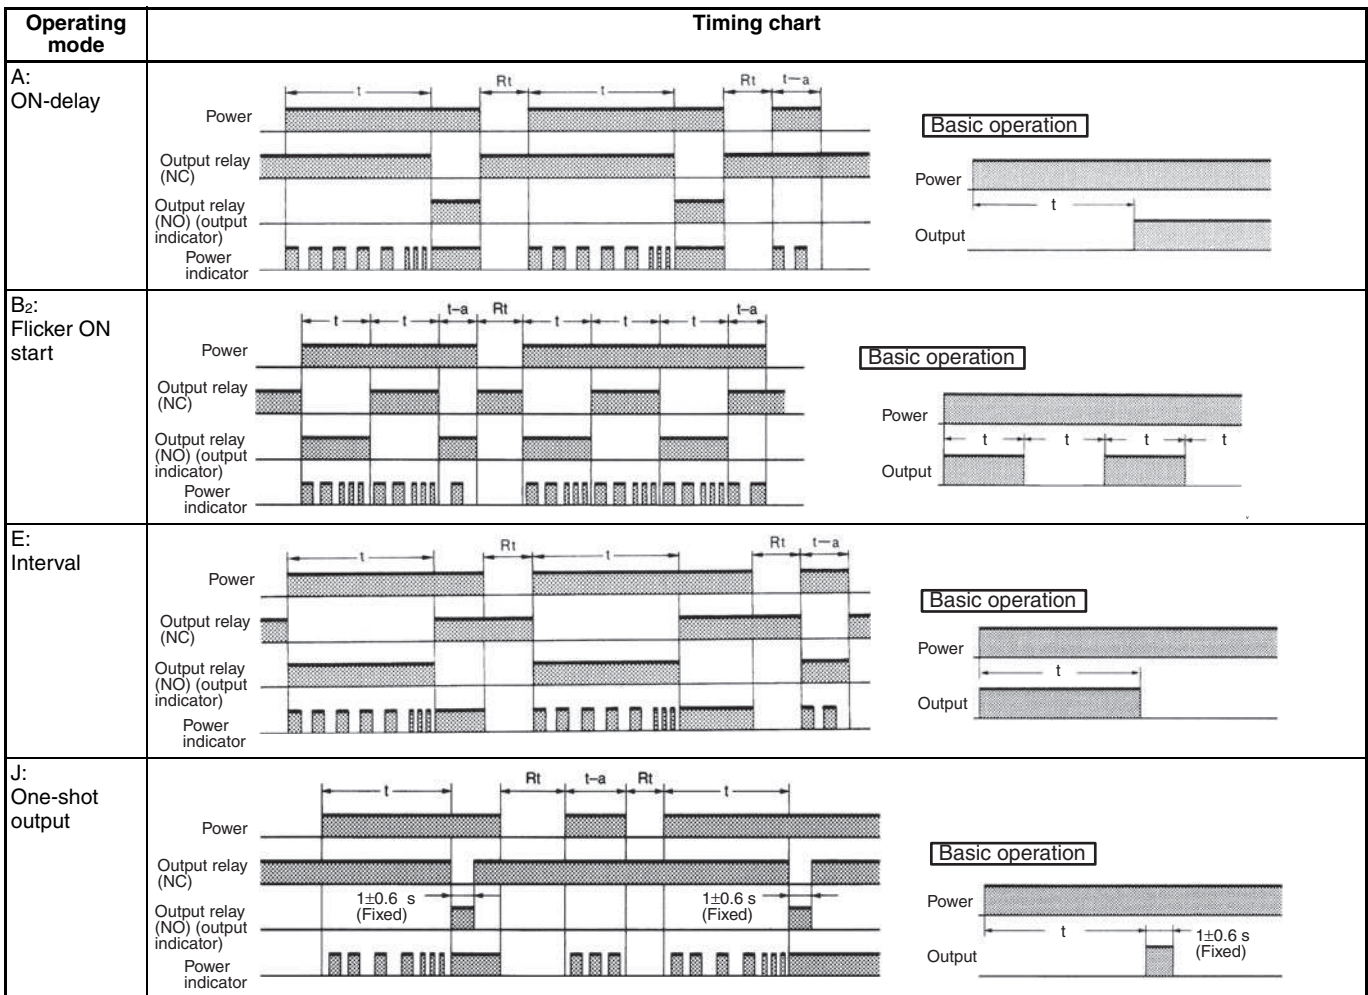 Operating
mode
Timing chart
A:
ON-delay
t
Rt
t
Rt
t–a
Power
Output relay
(NC)
Output relay
(NO) (output
indicator)
Power
indicator
Basic operation
Power
t
Output
B2:
Flicker ON
start
t
t
t–a
Rt
t
t
t
t–a
Power
Output relay
(NC)
Output relay
(NO) (output
indicator)
Power
indicator
Basic operation
Power
t
t
t
t
Output
E:
Interval
t
Rt
t
Rt
t–a
Power
Output relay
(NC)
Output relay
(NO) (output
indicator)
Power
indicator
Basic operation
Power
t
Output
J:
One-shot
output
t
Rt
t–a
Rt
t
Power
Output relay
(NC)
1±0.6 s
(Fixed)
1±0.6 s
(Fixed)
Output relay
(NO) (output
indicator)
Power
indicator
Basic operation
Power
t
1±0.6 s
(Fixed)
Output